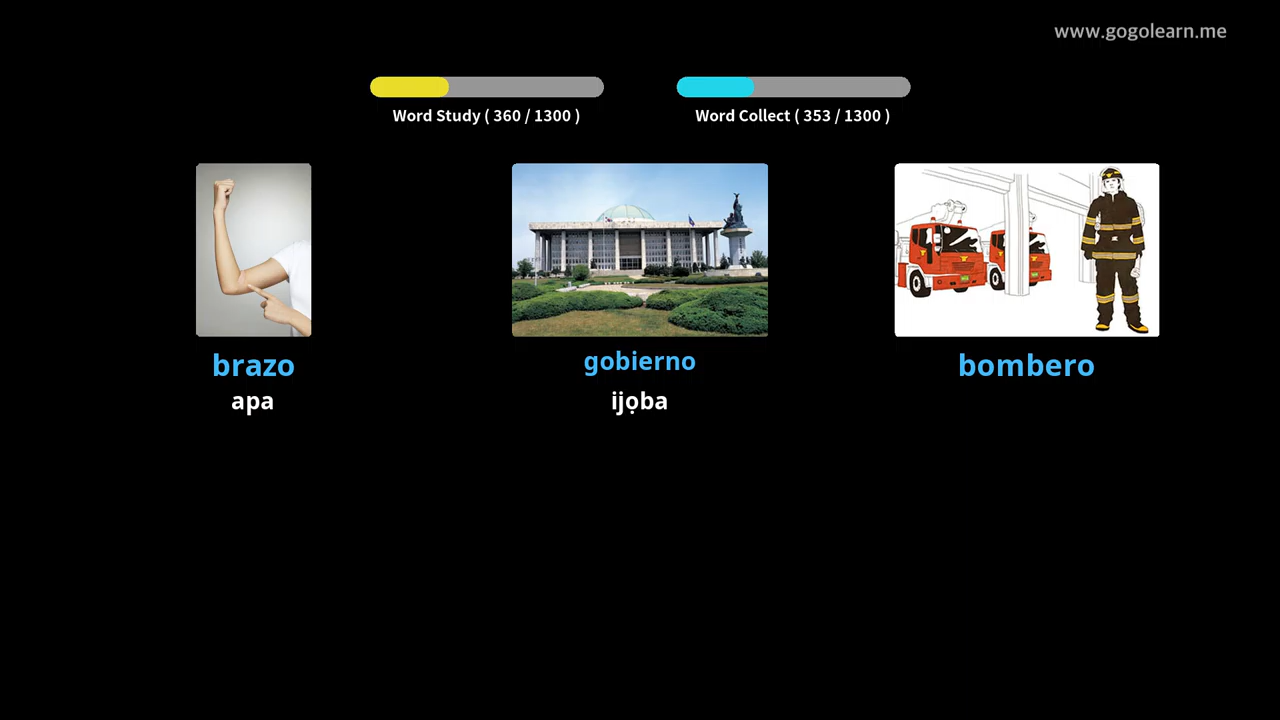 www.gogolearn.me
Word Study ( 360 / 1300 )
Word Collect ( 353 / 1300 )
brazo
gobierno
bombero
apa
ijọba